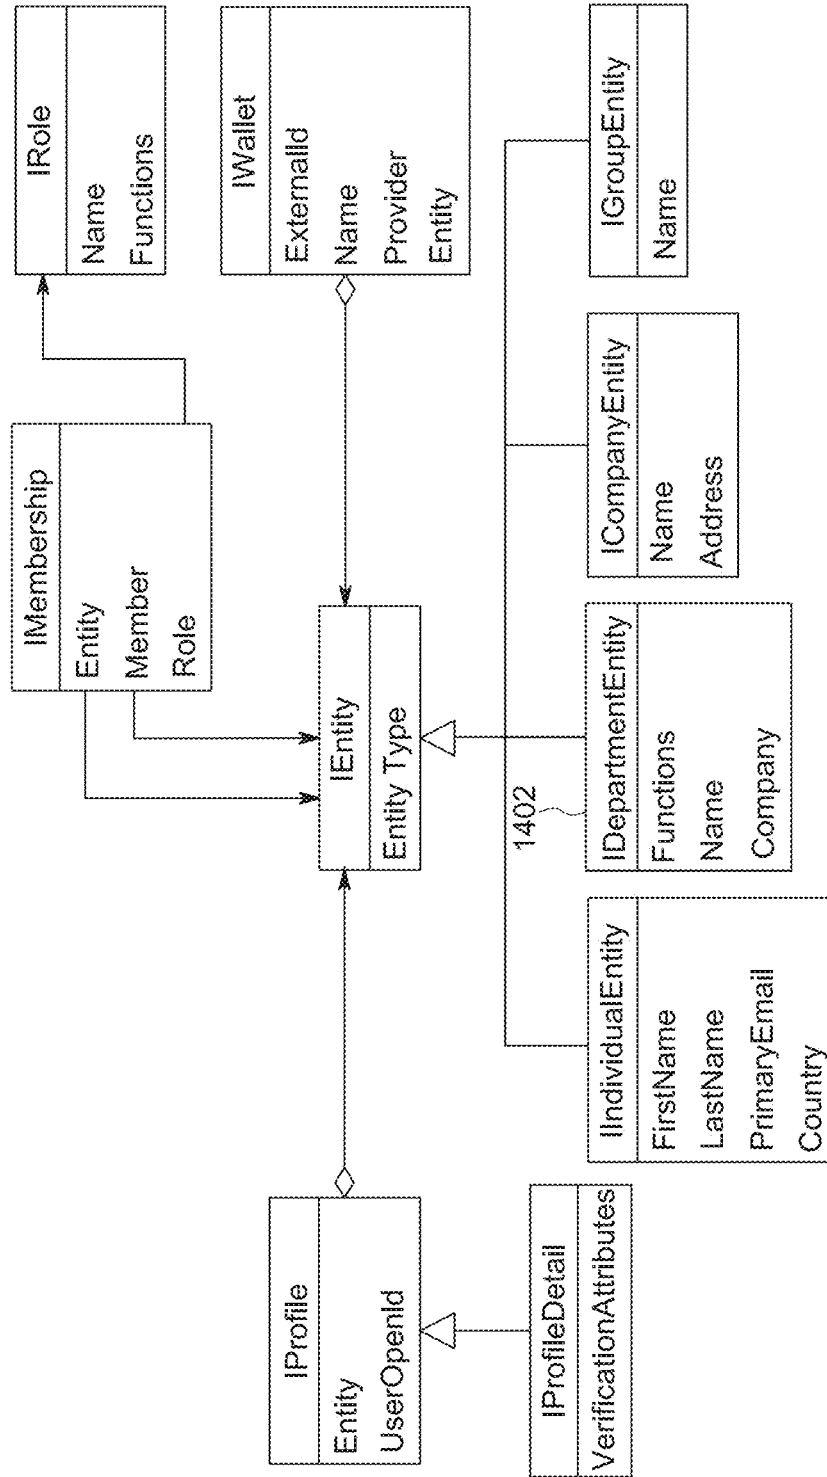 IMembership
Entity
Member
Role
IRole
Name
Functions
IProfile
Entity
UserOpenId
IEntity
Entity Type
IWallet
ExternalId
Name
Provider
Entity
1402
IProfileDetail
VerificationAttributes
IIndividualEntity
FirstName
LastName
PrimaryEmail
Country
IDepartmentEntity
Functions
Name
Company
ICompanyEntity
Name
Address
IGroupEntity
Name